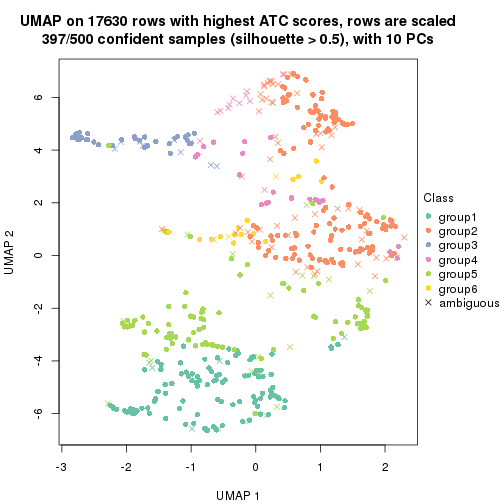 UMAP on 17630 rows with highest ATC scores, rows are scaled
397/500 confident samples (silhouette > 0.5), with 10 PCs
6
4
2
0
-2
-4
-6
UMAP 2
-3
-2
-1
0
1
2
UMAP 1
Class
group1
group2
group3
group4
group5
group6
ambiguous